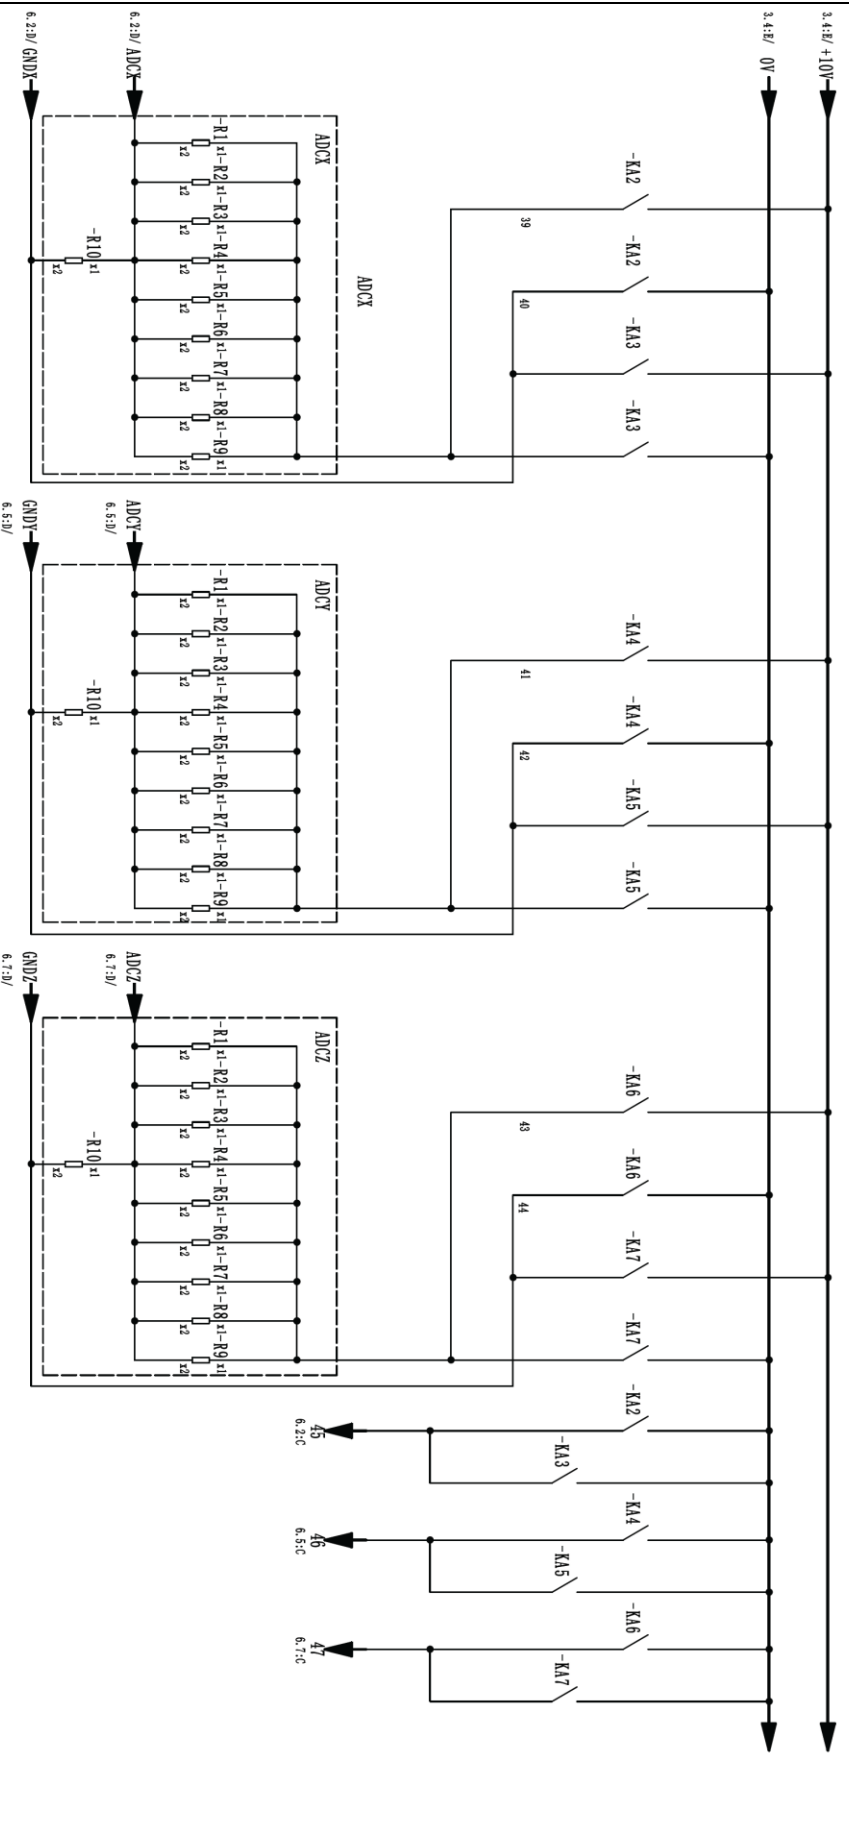 3.4:E/ +10V
3.4:E/ 0V
6.2:D/ ADCX
6.2:D/ GNDX
-KA2
-KA2
-KA3
-KA3
39
40
ADCX
ADCX
-R1 x1 x2
-R2 x1 x2
-R3 x1 x2
-R4 x1 x2
-R5 x1 x2
-R6 x1 x2
-R7 x1 x2
-R8 x1 x2
-R9 x1 x2
-R10 x1 x2
ADCY
6.5:D/
GNDY
6.5:D/
-KA4
-KA4
-KA5
-KA5
41
42
ADCY
-R1 x1 x2
-R2 x1 x2
-R3 x1 x2
-R4 x1 x2
-R5 x1 x2
-R6 x1 x2
-R7 x1 x2
-R8 x1 x2
-R9 x1 x2
-R10 x1 x2
ADCZ
6.7:D/
GNDZ
6.7:D/
-KA6
-KA6
-KA7
-KA7
43
44
ADCZ
-R1 x1 x2
-R2 x1 x2
-R3 x1 x2
-R4 x1 x2
-R5 x1 x2
-R6 x1 x2
-R7 x1 x2
-R8 x1 x2
-R9 x1 x2
-R10 x1 x2
-KA2
-KA3
45
6.2:C
-KA4
-KA5
46
6.5:C
-KA6
-KA7
47
6.7:C